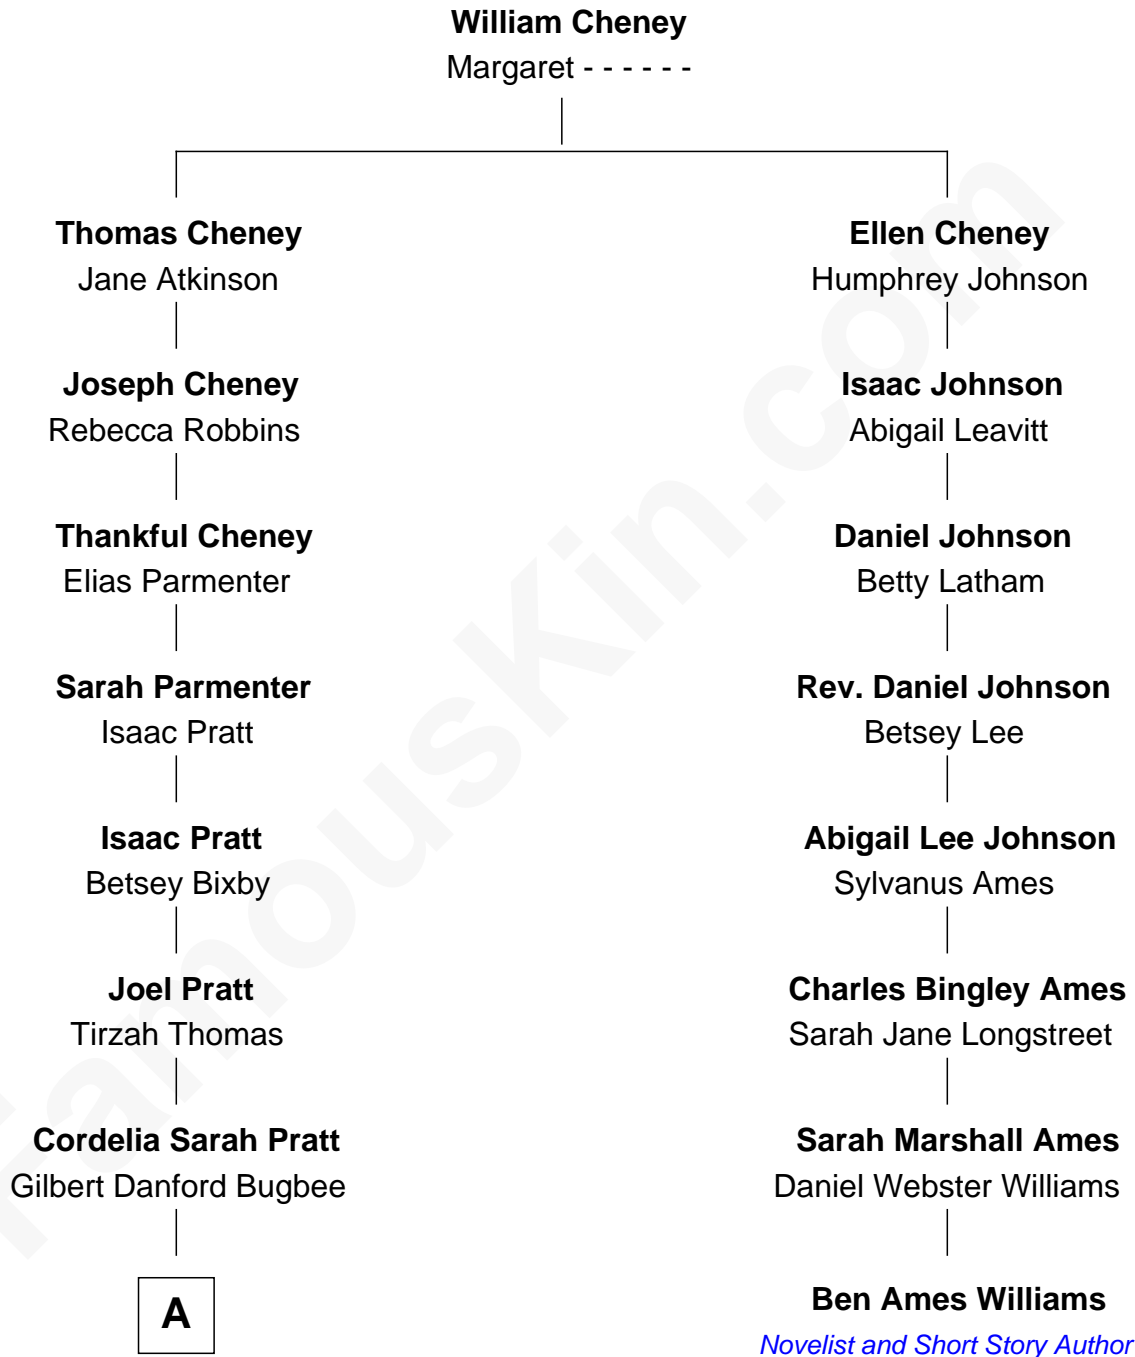 William Cheney
Margaret - - - - - -
Thomas Cheney
Jane Atkinson
Joseph Cheney
Rebecca Robbins
Thankful Cheney
Elias Parmenter
Sarah Parmenter
Isaac Pratt
Isaac Pratt
Betsey Bixby
Joel Pratt
Tirzah Thomas
Cordelia Sarah Pratt
Gilbert Danford Bugbee
A
Ellen Cheney
Humphrey Johnson
Isaac Johnson
Abigail Leavitt
Daniel Johnson
Betty Latham
Rev. Daniel Johnson
Betsey Lee
Abigail Lee Johnson
Sylvanus Ames
Charles Bingley Ames
Sarah Jane Longstreet
Sarah Marshall Ames
Daniel Webster Williams
Ben Ames Williams
Novelist and Short Story Author
FamousKin.com